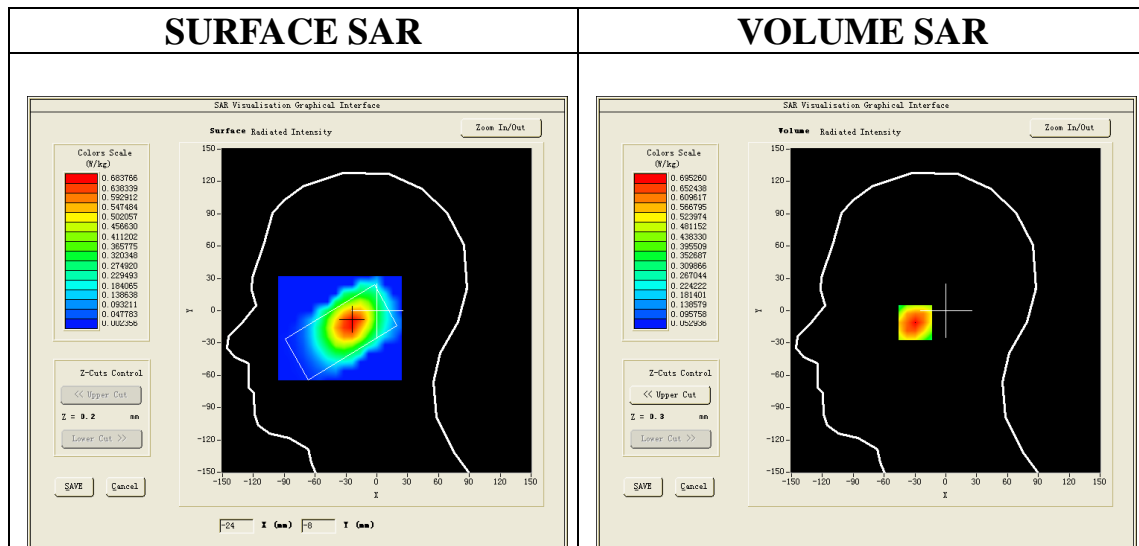 SURFACE SAR
VOLUME SAR
SAR Visualisation Graphical Interface
Surface Radiated Intensity
Zoom In/Out
Colors Scale
(W/kg)
0.683766
0.638339
0.592912
0.547484
0.502057
0.456630
0.411202
0.365775
0.320348
0.274920
0.229493
0.184065
0.138638
0.093211
0.047783
0.002356
Z-Cuts Control
<< Upper Cut
Z = 0.2 mm
Lower Cut >>
SAVE Cancel
150
120
90
60
30
0
-30
-60
-90
-120
-150
Y
-150 -120 -90 -60 -30 0 30 60 90 120 150
X
-24 X (mm) -8 Y (mm)
SAR Visualisation Graphical Interface
Volume Radiated Intensity
Zoom In/Out
Colors Scale
(W/kg)
0.695260
0.652438
0.609617
0.566795
0.523974
0.481152
0.438330
0.395509
0.352687
0.309866
0.267044
0.224222
0.181401
0.138579
0.095758
0.052936
Z-Cuts Control
<< Upper Cut
Z = 0.3 mm
Lower Cut >>
SAVE Cancel
150
120
90
60
30
0
-30
-60
-90
-120
-150
Y
-150 -120 -90 -60 -30 0 30 60 90 120 150
X